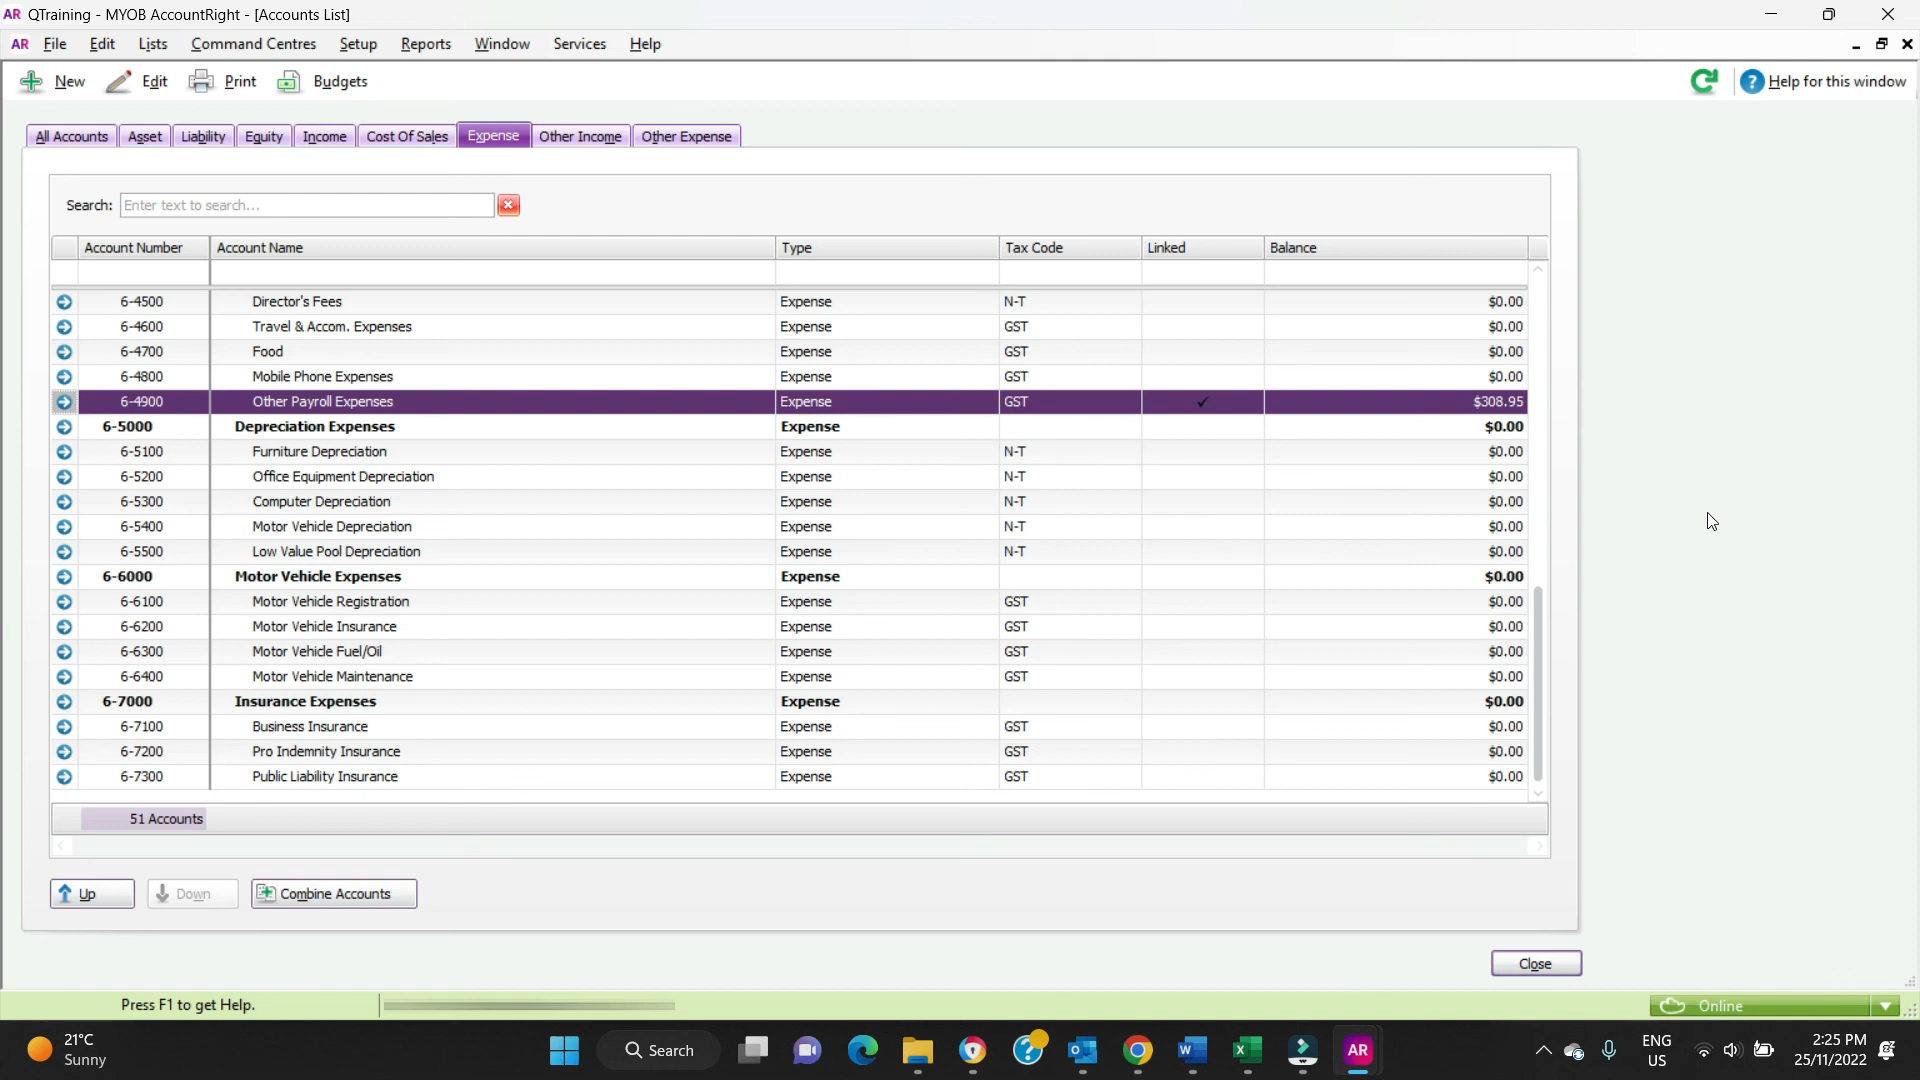 AR QTraining - MYOB AccountRight - [Accounts List]
AR File Edit Lists Command Centres Setup Reports Window Services Help
New Edit Print Budgets ? Help for this window
All Accounts Asset Liability Equity Income Cost Of Sales Expense Other Income Other Expense
Search: Enter text to search...
Account Number Account Name Type Tax Code Linked Balance
6-4500 Director's Fees Expense N-T $0.00
6-4600 Travel & Accom. Expenses Expense GST $0.00
6-4700 Food Expense GST $0.00
6-4800 Mobile Phone Expenses Expense GST $0.00
6-4900 Other Payroll Expenses Expense GST ✓ $308.95
6-5000 Depreciation Expenses Expense $0.00
6-5100 Furniture Depreciation Expense N-T $0.00
6-5200 Office Equipment Depreciation Expense N-T $0.00
6-5300 Computer Depreciation Expense N-T $0.00
6-5400 Motor Vehicle Depreciation Expense N-T $0.00
6-5500 Low Value Pool Depreciation Expense N-T $0.00
6-6000 Motor Vehicle Expenses Expense $0.00
6-6100 Motor Vehicle Registration Expense GST $0.00
6-6200 Motor Vehicle Insurance Expense GST $0.00
6-6300 Motor Vehicle Fuel/Oil Expense GST $0.00
6-6400 Motor Vehicle Maintenance Expense GST $0.00
6-7000 Insurance Expenses Expense $0.00
6-7100 Business Insurance Expense GST $0.00
6-7200 Pro Indemnity Insurance Expense GST $0.00
6-7300 Public Liability Insurance Expense GST $0.00
51 Accounts
Up Down Combine Accounts
Close
Press F1 to get Help. Online
21°C
Sunny
Search
AR
ENG
US
2:25 PM
25/11/2022